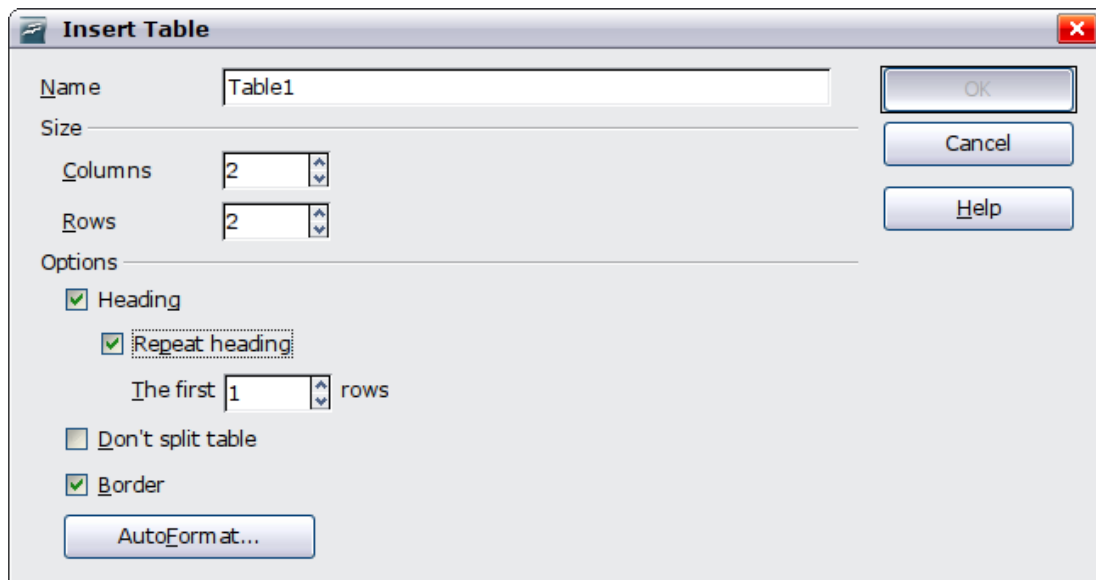 Insert Table
Name Table1 OK
Size
Cancel
Columns 2
Help
Rows 2
Options
Heading
Repeat heading
The first 1 rows
Don't split table
Border
AutoFormat...